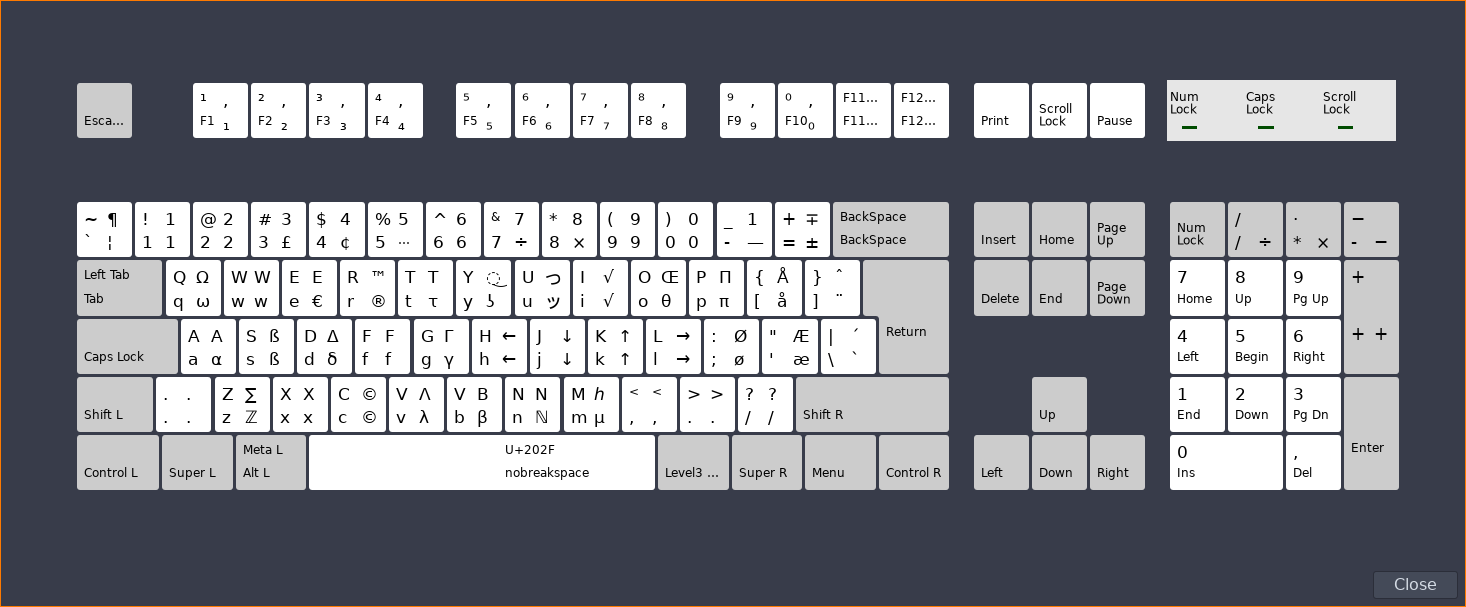 ¹ , ² , ³ , ⁴ , ⁵ , ⁶ , ⁷ , ⁸ , ⁹ , ⁰ , F11... F12... Num Lock Caps Lock Scroll Lock
Esca... F1 ₁ F2 ₂ F3 ₃ F4 ₄ F5 ₅ F6 ₆ F7 ₇ F8 ₈ F9 ₉ F10 ₀ F11... F12... Print Scroll Lock Pause
~ ¶ ! 1 @ 2 # 3 $ 4 % 5 ^ 6 & 7 * 8 ( 9 ) 0 _ 1 + ∓ BackSpace Page Up / · −
` ¦ 1 1 2 2 3 £ 4 ¢ 5 … 6 6 7 ÷ 8 × 9 9 0 0 - — = ± BackSpace Insert Home Num Lock / ÷ * × - −
Left Tab Q Ω W W E E R ™ T T Y ͜ U つ I √ O Œ P Π { Å } ˆ 7 8 9 +
Tab q ω w w e € r ® t τ y ʖ u ッ i √ o θ p π [ å ] ¨ Delete End Page Down Home Up Pg Up
A A S ẞ D Δ F F G Γ H ← J ↓ K ↑ L → : Ø " Æ | ´ Return 4 5 6 + +
Caps Lock a α s ß d δ f f g γ h ← j ↓ k ↑ l → ; ø ' æ \ ` Left Begin Right
. . Z ∑ X X C © V Λ V B N N M ℎ < < > > ? ? 1 2 3
Shift L . . z ℤ x x c © v λ b β n ℕ m µ , , . . / / Shift R Up End Down Pg Dn
Meta L U+202F 0 , Enter
Control L Super L Alt L nobreakspace Level3 ... Super R Menu Control R Left Down Right Ins Del
Close